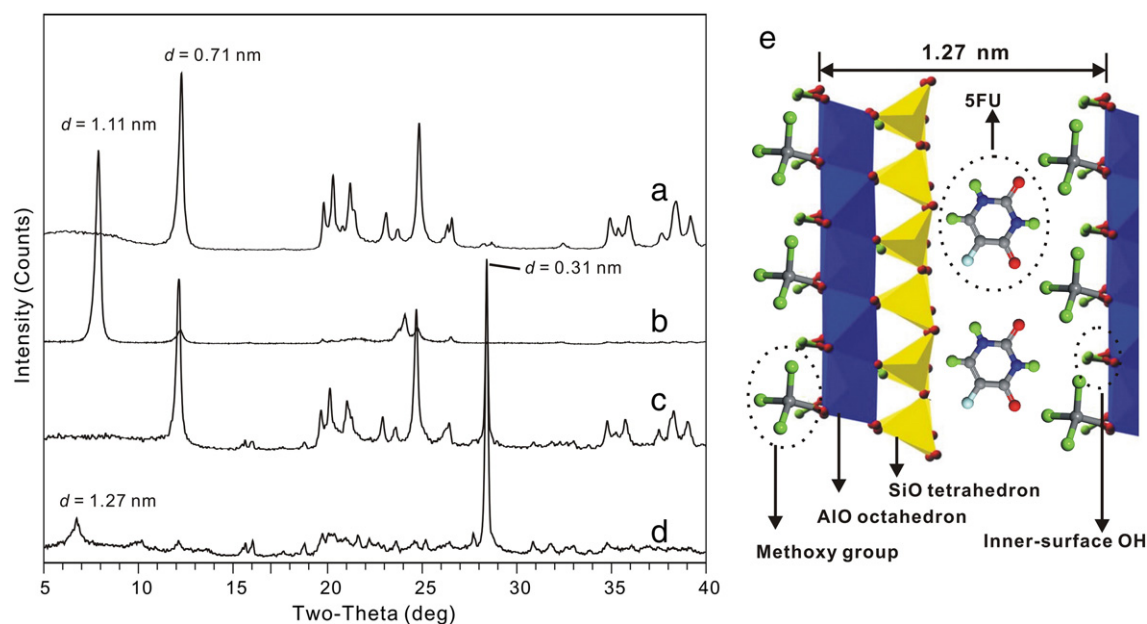 d = 0.71 nm
d = 1.11 nm
a
d = 0.31 nm
b
c
d = 1.27 nm
d
Intensity (Counts)
5 10 15 20 25 30 35 40
Two-Theta (deg)
e
1.27 nm
5FU
SiO tetrahedron
AlO octahedron
Methoxy group
Inner-surface OH